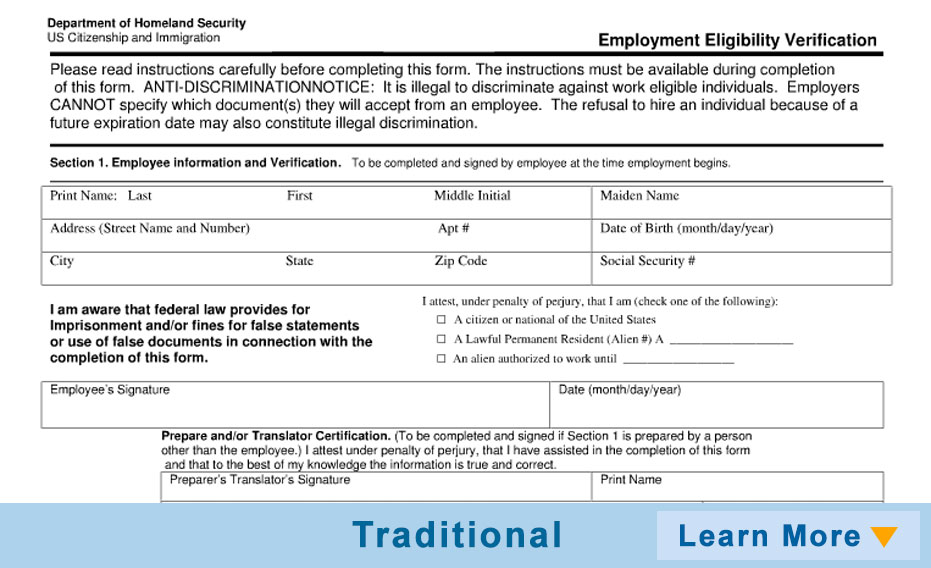 Department of Homeland Security
US Citizenship and Immigration
Employment Eligibility Verification
Please read instructions carefully before completing this form. The instructions must be available during completion
of this form. ANTI-DISCRIMINATIONNOTICE: It is illegal to discriminate against work eligible individuals. Employers
CANNOT specify which document(s) they will accept from an employee. The refusal to hire an individual because of a
future expiration date may also constitute illegal discrimination.
Section 1. Employee information and Verification. To be completed and signed by employee at the time employment begins.
Print Name: Last First Middle Initial Maiden Name
Address (Street Name and Number) Apt # Date of Birth (month/day/year)
City State Zip Code Social Security #
I am aware that federal law provides for
Imprisonment and/or fines for false statements
or use of false documents in connection with the
completion of this form.
I attest, under penalty of perjury, that I am (check one of the following):
☐ A citizen or national of the United States
☐ A Lawful Permanent Resident (Alien #) A ____________________
☐ An alien authorized to work until __________________
Employee's Signature Date (month/day/year)
Prepare and/or Translator Certification. (To be completed and signed if Section 1 is prepared by a person
other than the employee.) I attest under penalty of perjury, that I have assisted in the completion of this form
and that to the best of my knowledge the information is true and correct.
Preparer's Translator's Signature Print Name
Traditional Learn More